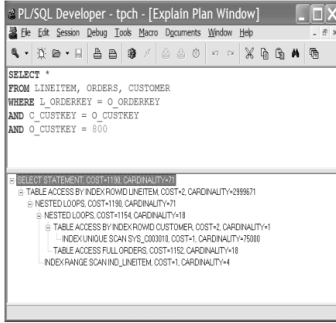 PL/SQL Developer - tpch - [Explain Plan Window]
File Edit Session Debug Tools Macro Documents Window Help
SELECT *
FROM LINEITEM, ORDERS, CUSTOMER
WHERE L_ORDERKEY = O_ORDERKEY
AND C_CUSTKEY = O_CUSTKEY
AND O_CUSTKEY = 800
SELECT STATEMENT, COST=1190, CARDINALITY=71
TABLE ACCESS BY INDEX ROWID LINEITEM, COST=2, CARDINALITY=2999671
NESTED LOOPS, COST=1190, CARDINALITY=71
NESTED LOOPS, COST=1154, CARDINALITY=18
TABLE ACCESS BY INDEX ROWID CUSTOMER, COST=2, CARDINALITY=1
INDEX UNIQUE SCAN SYS_C003010, COST=1, CARDINALITY=75000
TABLE ACCESS FULL ORDERS, COST=1152, CARDINALITY=18
INDEX RANGE SCAN IND_LINEITEM, COST=1, CARDINALITY=4